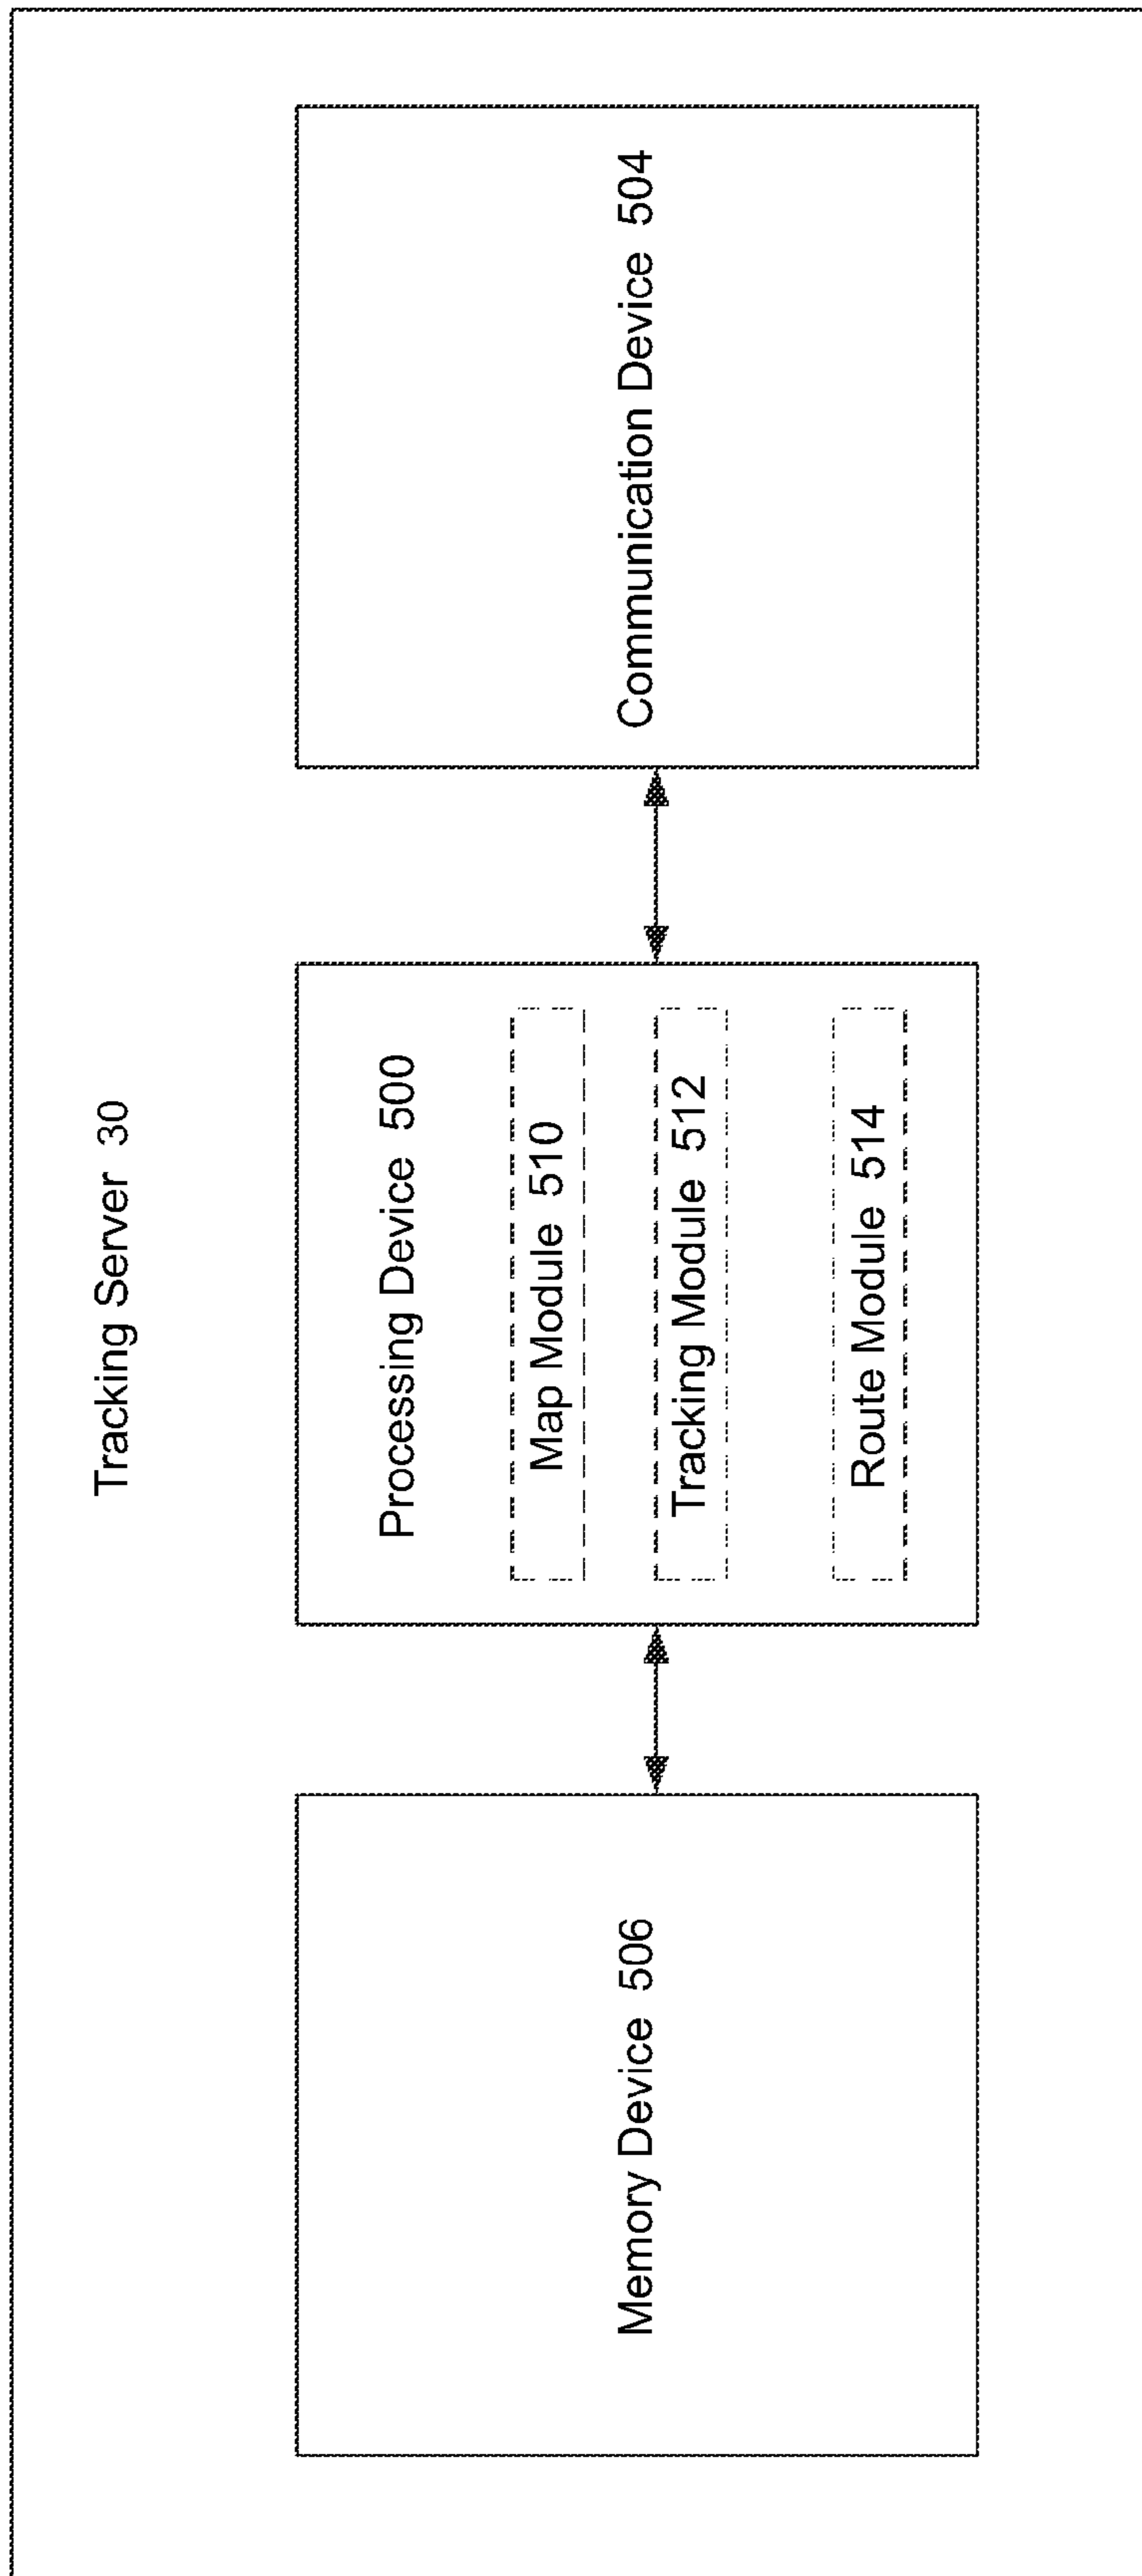 Tracking Server 30
Memory Device 506
Processing Device 500
Map Module 510
Tracking Module 512
Route Module 514
Communication Device 504